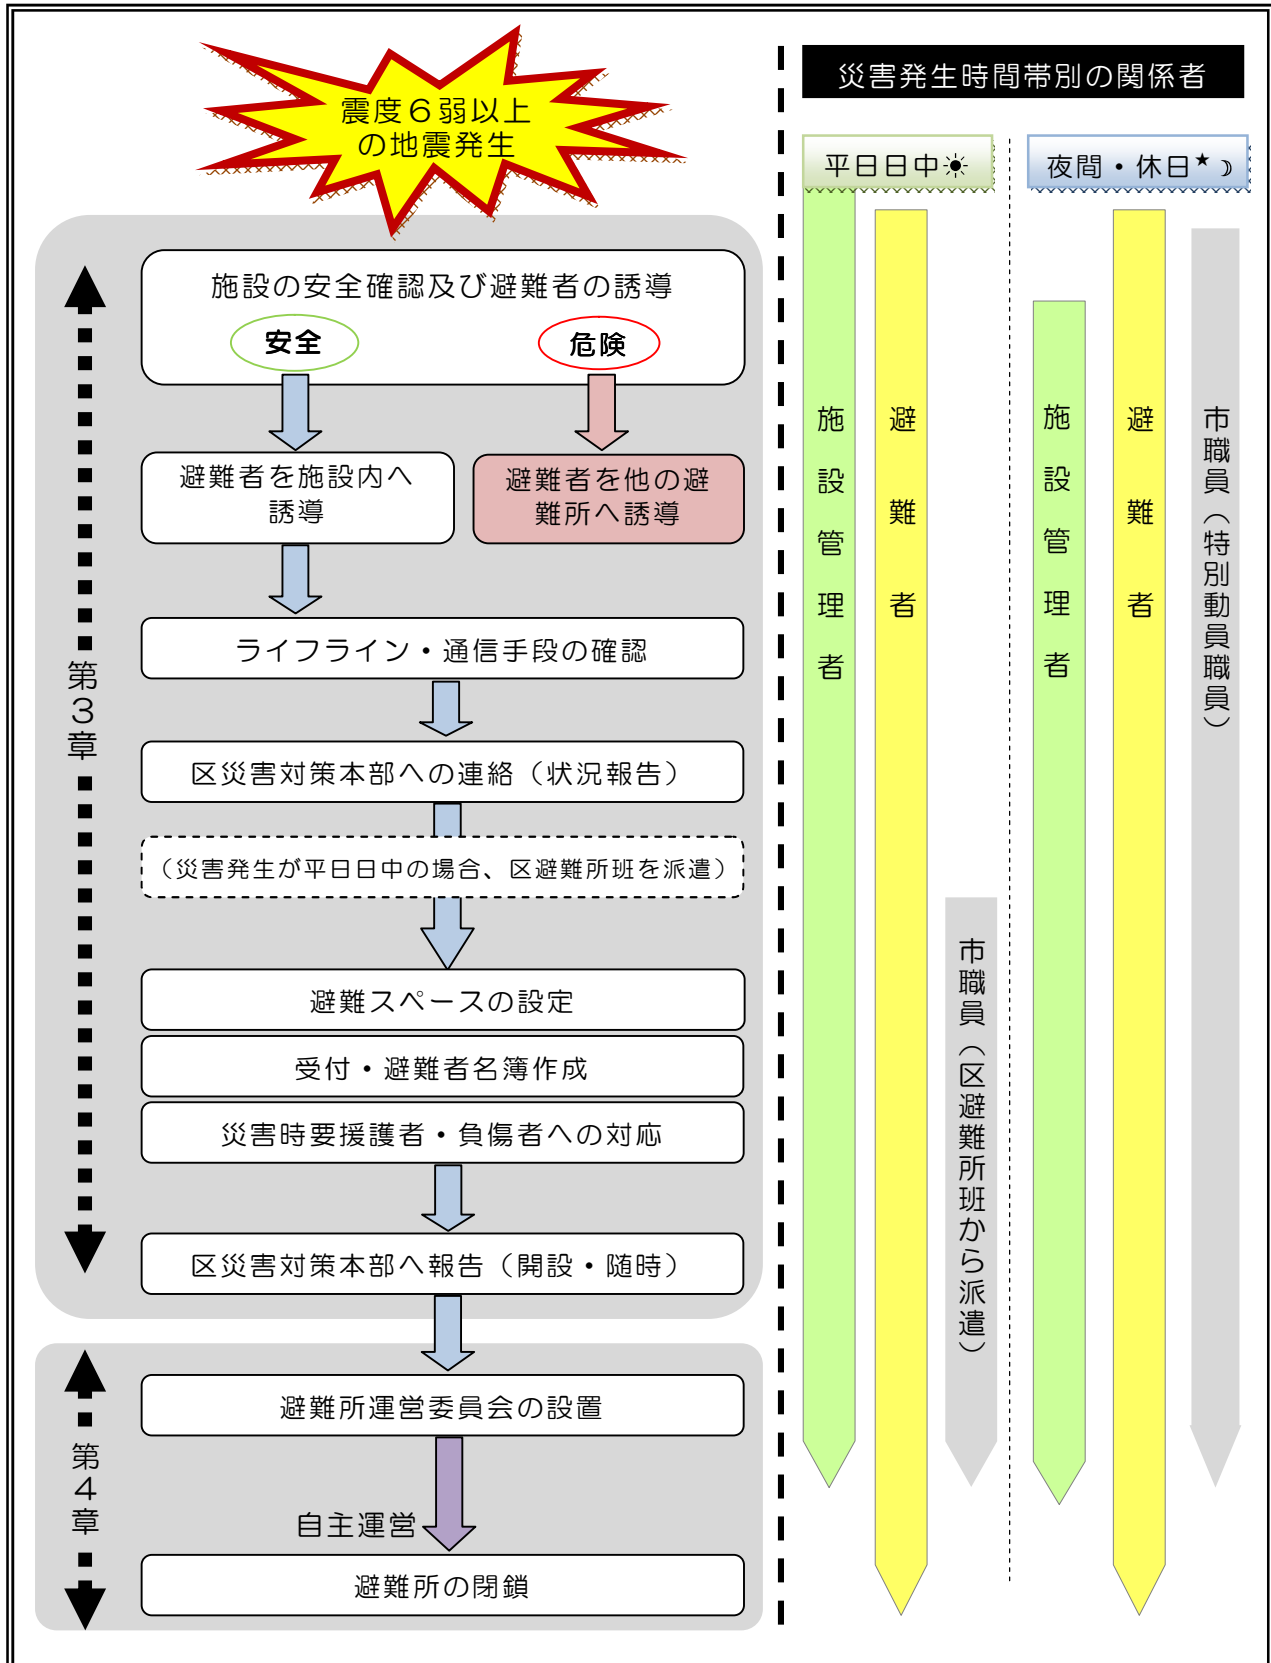 震度６弱以上
の地震発生
災害発生時間帯別の関係者
平日日中☀
夜間・休日★☽
施設の安全確認及び避難者の誘導
安全
危険
避難者を施設内へ
誘導
避難者を他の避
難所へ誘導
ライフライン・通信手段の確認
区災害対策本部への連絡（状況報告）
（災害発生が平日日中の場合、区避難所班を派遣）
避難スペースの設定
受付・避難者名簿作成
災害時要援護者・負傷者への対応
区災害対策本部へ報告（開設・随時）
第３章
避難所運営委員会の設置
自主運営
避難所の閉鎖
第４章
施設管理者
避難者
市職員（区避難所班から派遣）
施設管理者
避難者
市職員（特別動員職員）